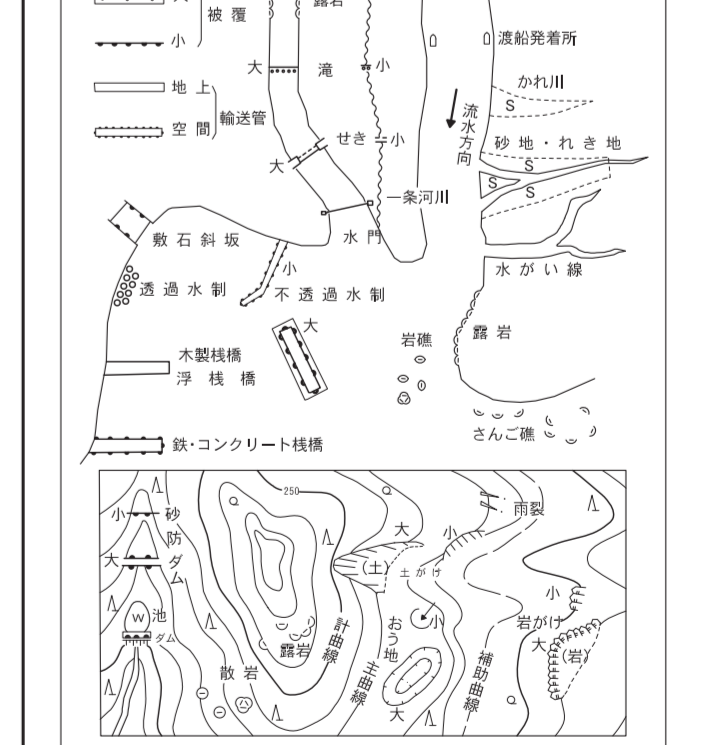 被覆
小
地上
輸送管
空間
大
滝
小
せき
小
大
一条河川
水門
渡船発着所
かれ川
S
流水方向
砂地・れき地
S
S
S
水がい線
敷石斜坂
小
透過水制
不透過水制
大
岩礁
露岩
木製桟橋
浮桟橋
さんご礁
鉄・コンクリート桟橋
250
小
砂防ダム
大
W
池
ダム
大
小
雨裂
(土)
土がけ
小
おう地
小
岩がけ
大
(岩)
露岩
計曲線
主曲線
補助曲線
散岩
大